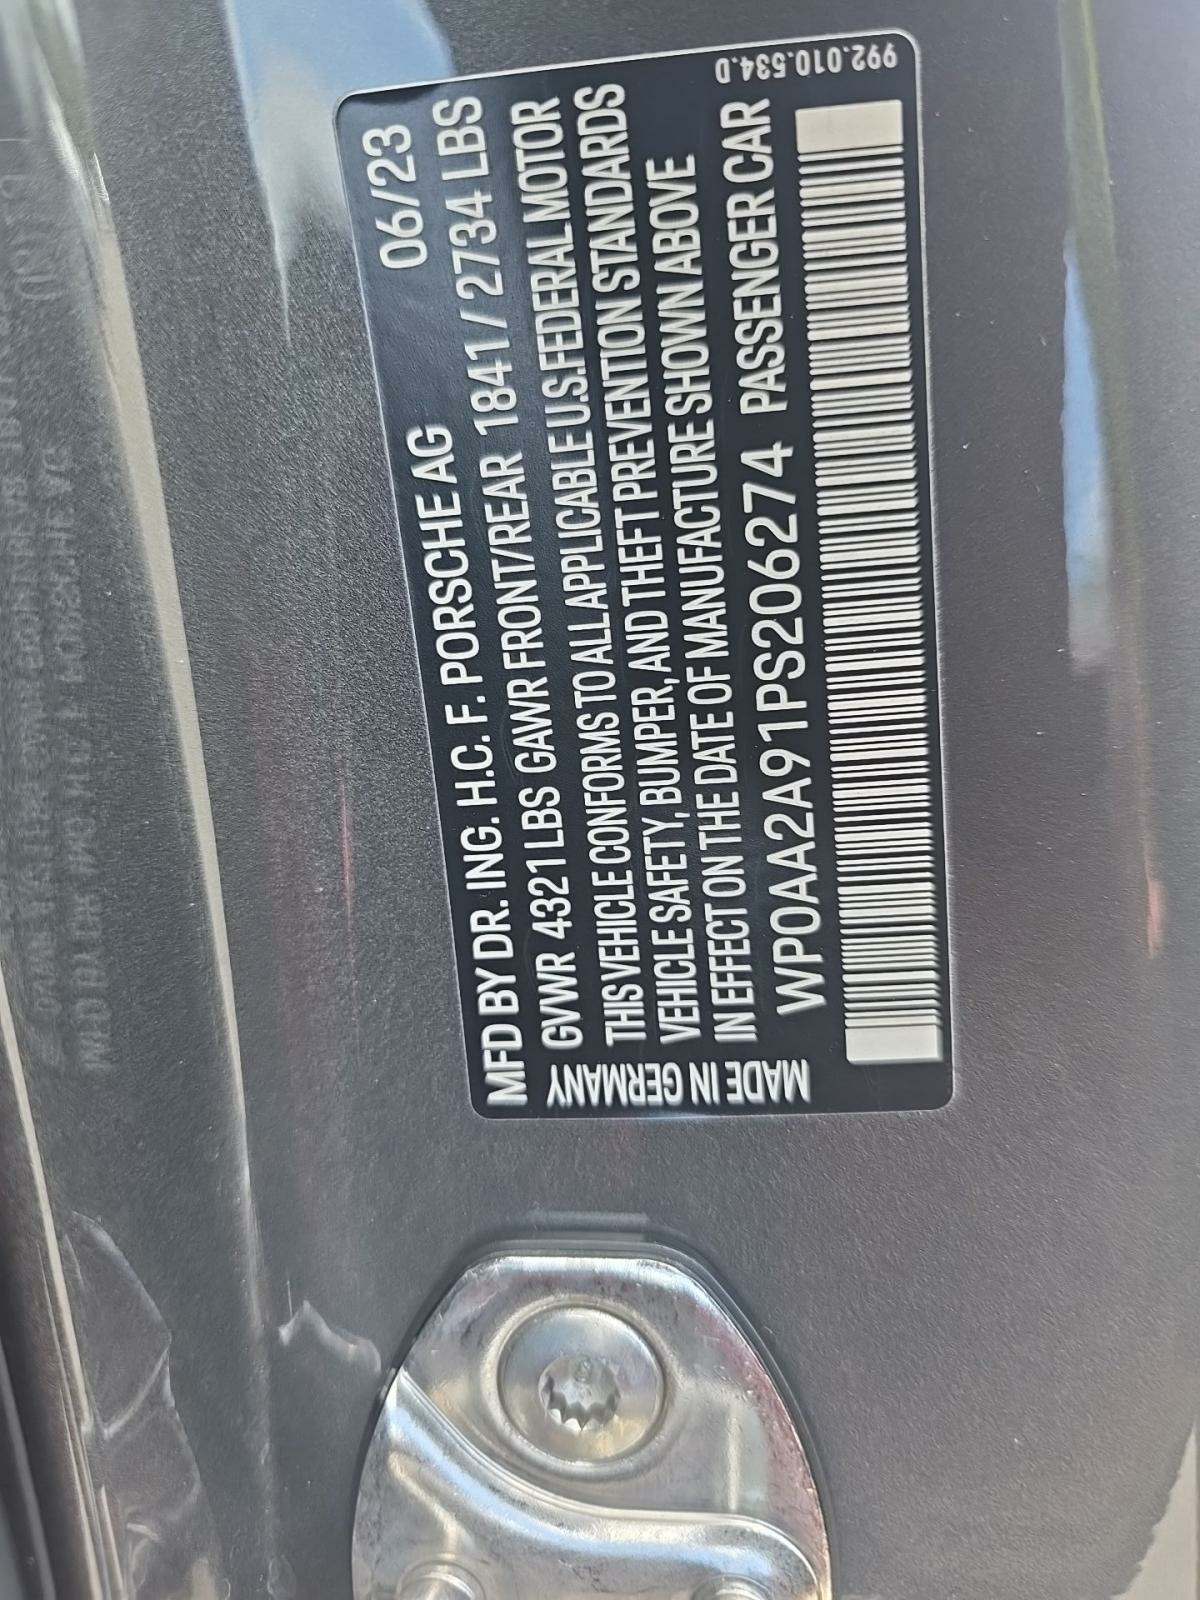 MFD BY DR. ING. H.C. F. PORSCHE AG 06/23
GVWR 4321 LBS GAWR FRONT/REAR 1841 / 2734 LBS
THIS VEHICLE CONFORMS TO ALL APPLICABLE U.S.FEDERAL MOTOR
VEHICLE SAFETY, BUMPER, AND THEFT PREVENTION STANDARDS
IN EFFECT ON THE DATE OF MANUFACTURE SHOWN ABOVE
WP0AA2A91PS206274 PASSENGER CAR
MADE IN GERMANY
992.010.534.D